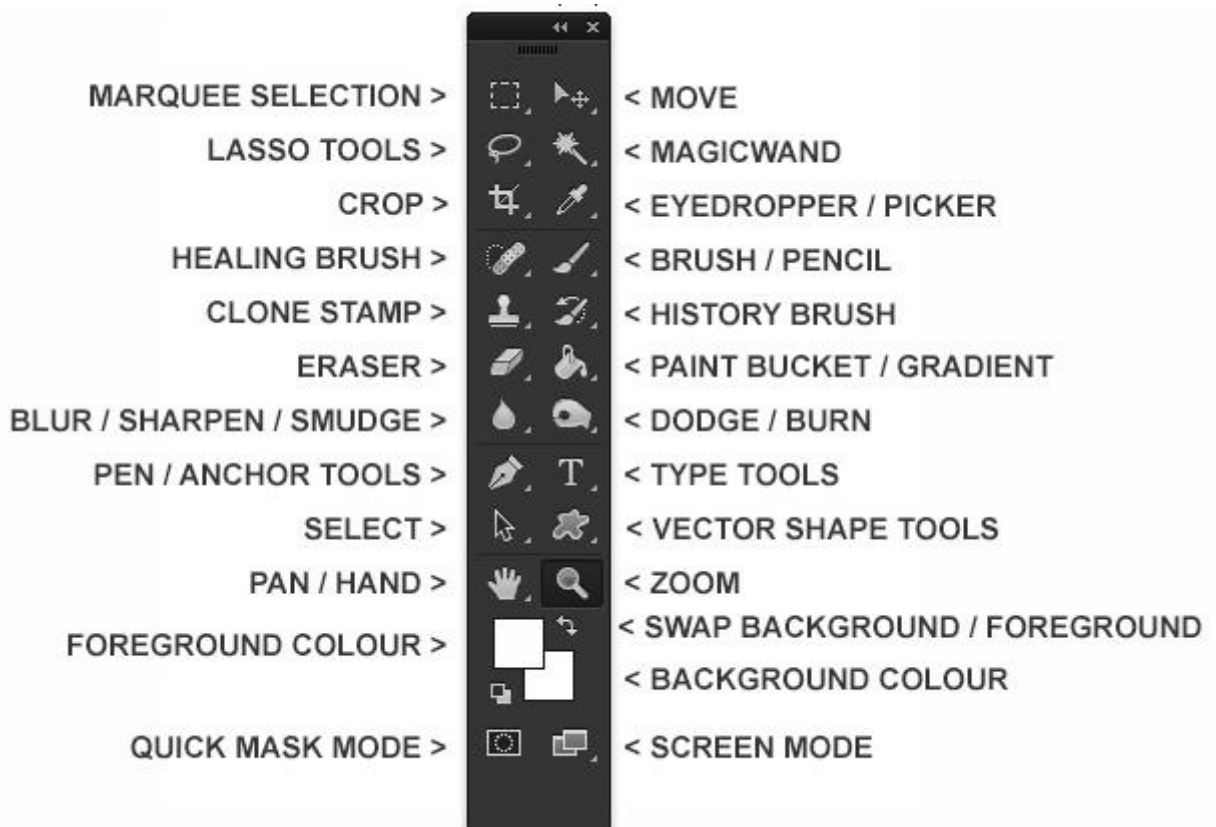 MARQUEE SELECTION > < MOVE
LASSO TOOLS > < MAGICWAND
CROP > < EYEDROPPER / PICKER
HEALING BRUSH > < BRUSH / PENCIL
CLONE STAMP > < HISTORY BRUSH
ERASER > < PAINT BUCKET / GRADIENT
BLUR / SHARPEN / SMUDGE > < DODGE / BURN
PEN / ANCHOR TOOLS > T < TYPE TOOLS
SELECT > < VECTOR SHAPE TOOLS
PAN / HAND > < ZOOM
FOREGROUND COLOUR > < SWAP BACKGROUND / FOREGROUND
< BACKGROUND COLOUR
QUICK MASK MODE > < SCREEN MODE